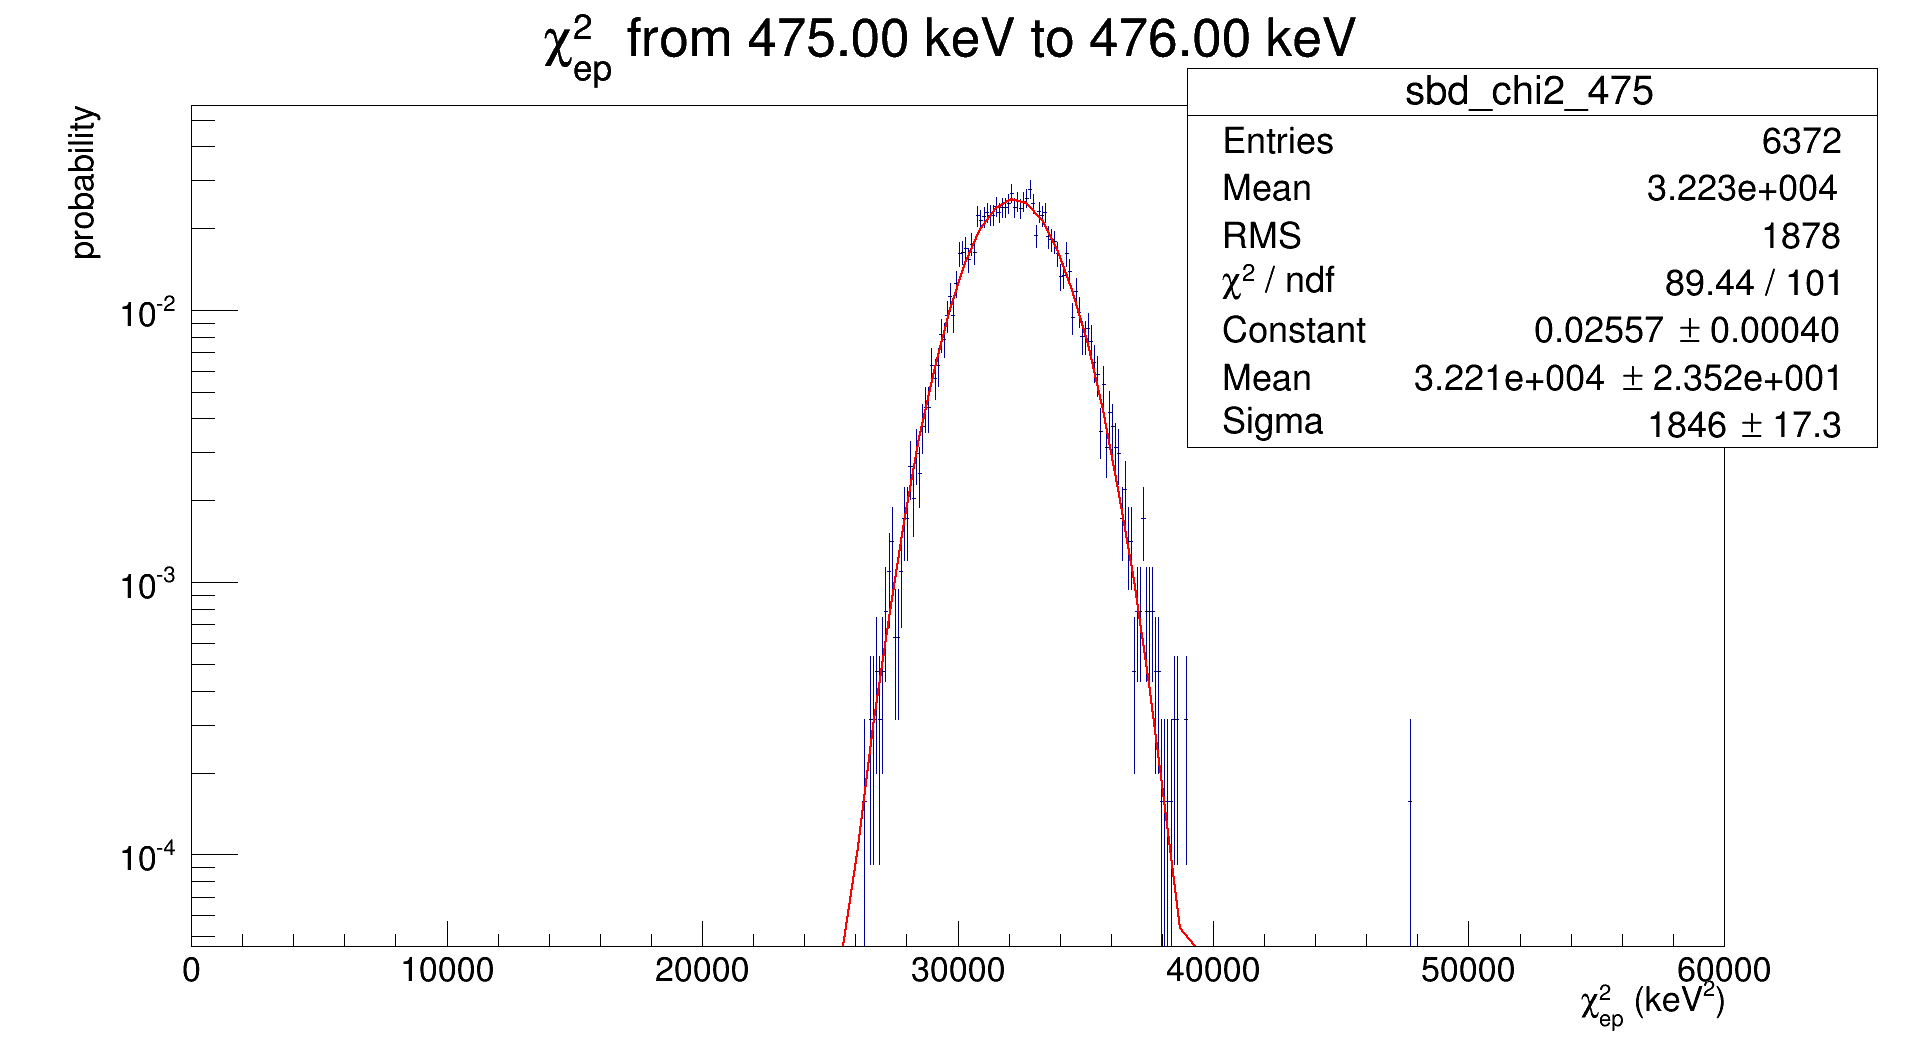 χ²ep from 475.00 keV to 476.00 keV
sbd_chi2_475
Entries 6372
Mean 3.223e+004
RMS 1878
χ² / ndf 89.44 / 101
Constant 0.02557 ± 0.00040
Mean 3.221e+004 ± 2.352e+001
Sigma 1846 ± 17.3
probability
10⁻²
10⁻³
10⁻⁴
0 10000 20000 30000 40000 50000 60000
χ²ep (keV²)